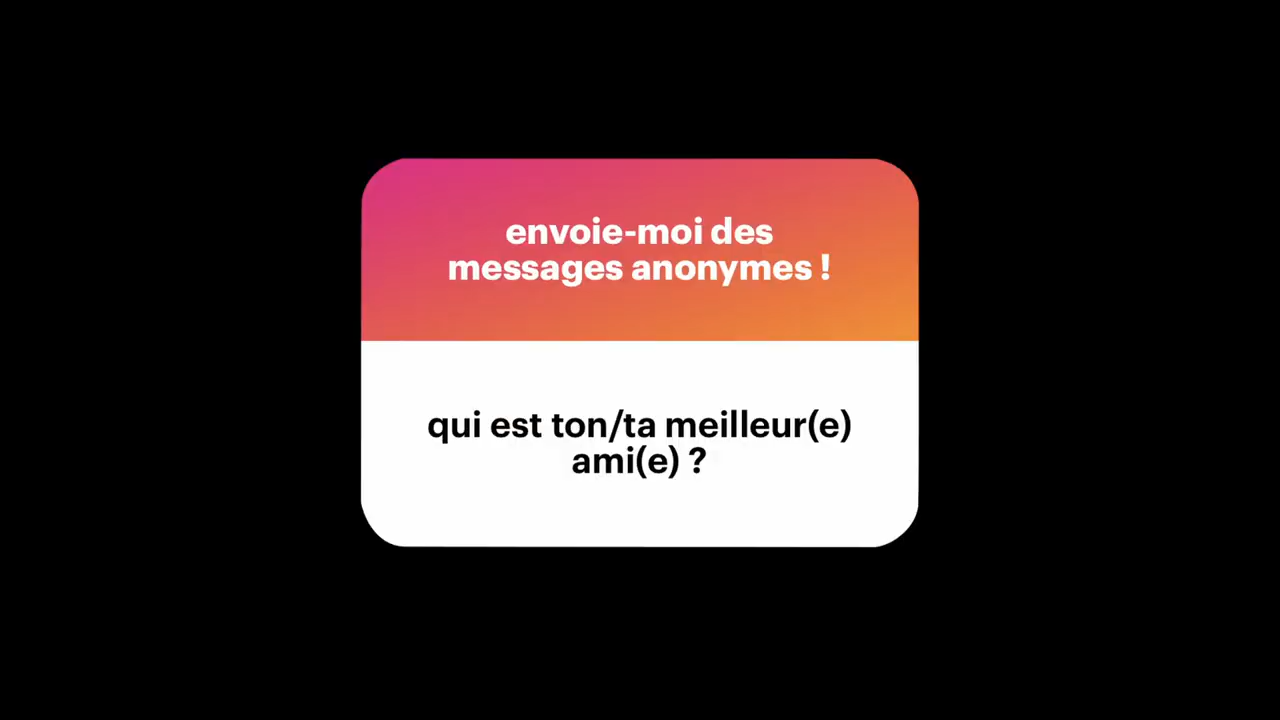 envoie-moi des
messages anonymes !
qui est ton/ta meilleur(e)
ami(e) ?